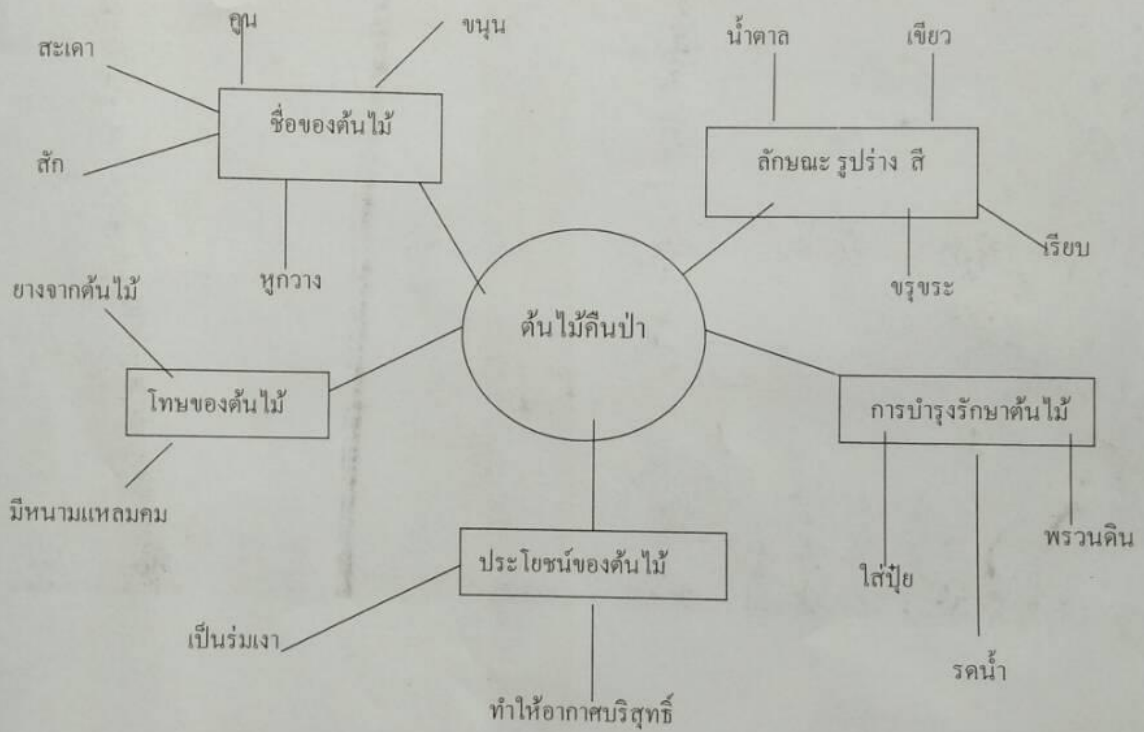 คูน
ขนุน
สะเดา
สัก
ชื่อของต้นไม้
หูกวาง
น้ำตาล
เขียว
ลักษณะ รูปร่าง สี
เรียบ
ขรุขระ
ต้นไม้คืนป่า
ยางจากต้นไม้
โทษของต้นไม้
มีหนามแหลมคม
การบำรุงรักษาต้นไม้
พรวนดิน
ใส่ปุ๋ย
รดน้ำ
ประโยชน์ของต้นไม้
เป็นร่มเงา
ทำให้อากาศบริสุทธิ์